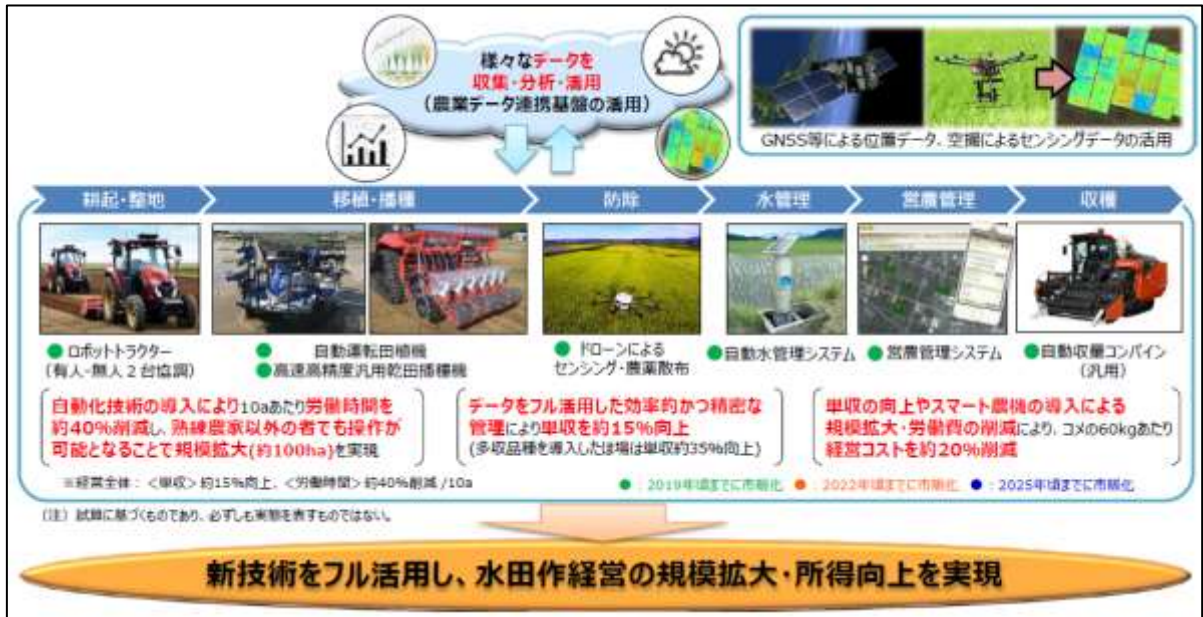 様々なデータを
収集・分析・活用
（農業データ連携基盤の活用）
GNSS等による位置データ、空撮によるセンシングデータの活用
耕起・整地
移植・播種
防除
水管理
営農管理
収穫
●ロボットトラクター
（有人-無人2台協調）
●自動運転田植機
●高速高精度汎用乾田播種機
●ドローンによる
センシング・農薬散布
●自動水管理システム
●営農管理システム
●自動収量コンバイン
（汎用）
自動化技術の導入により10aあたり労働時間を
約40%削減し、熟練農家以外の者でも操作が
可能となることで規模拡大(約100ha)を実現
データをフル活用した効率的かつ精密な
管理により単収を約15%向上
(多収品種を導入したほ場は単収約35%向上)
単収の向上やスマート農機の導入による
規模拡大・労働費の削減により、コメの60kgあたり
経営コストを約20%削減
※経営全体：＜単収＞約15%向上、＜労働時間＞約40%削減/10a
●：2019年頃までに市販化 ●：2022年頃までに市販化 ●：2025年頃までに市販化
（注）試算に基づくものであり、必ずしも実態を表すものではない。
新技術をフル活用し、水田作経営の規模拡大・所得向上を実現